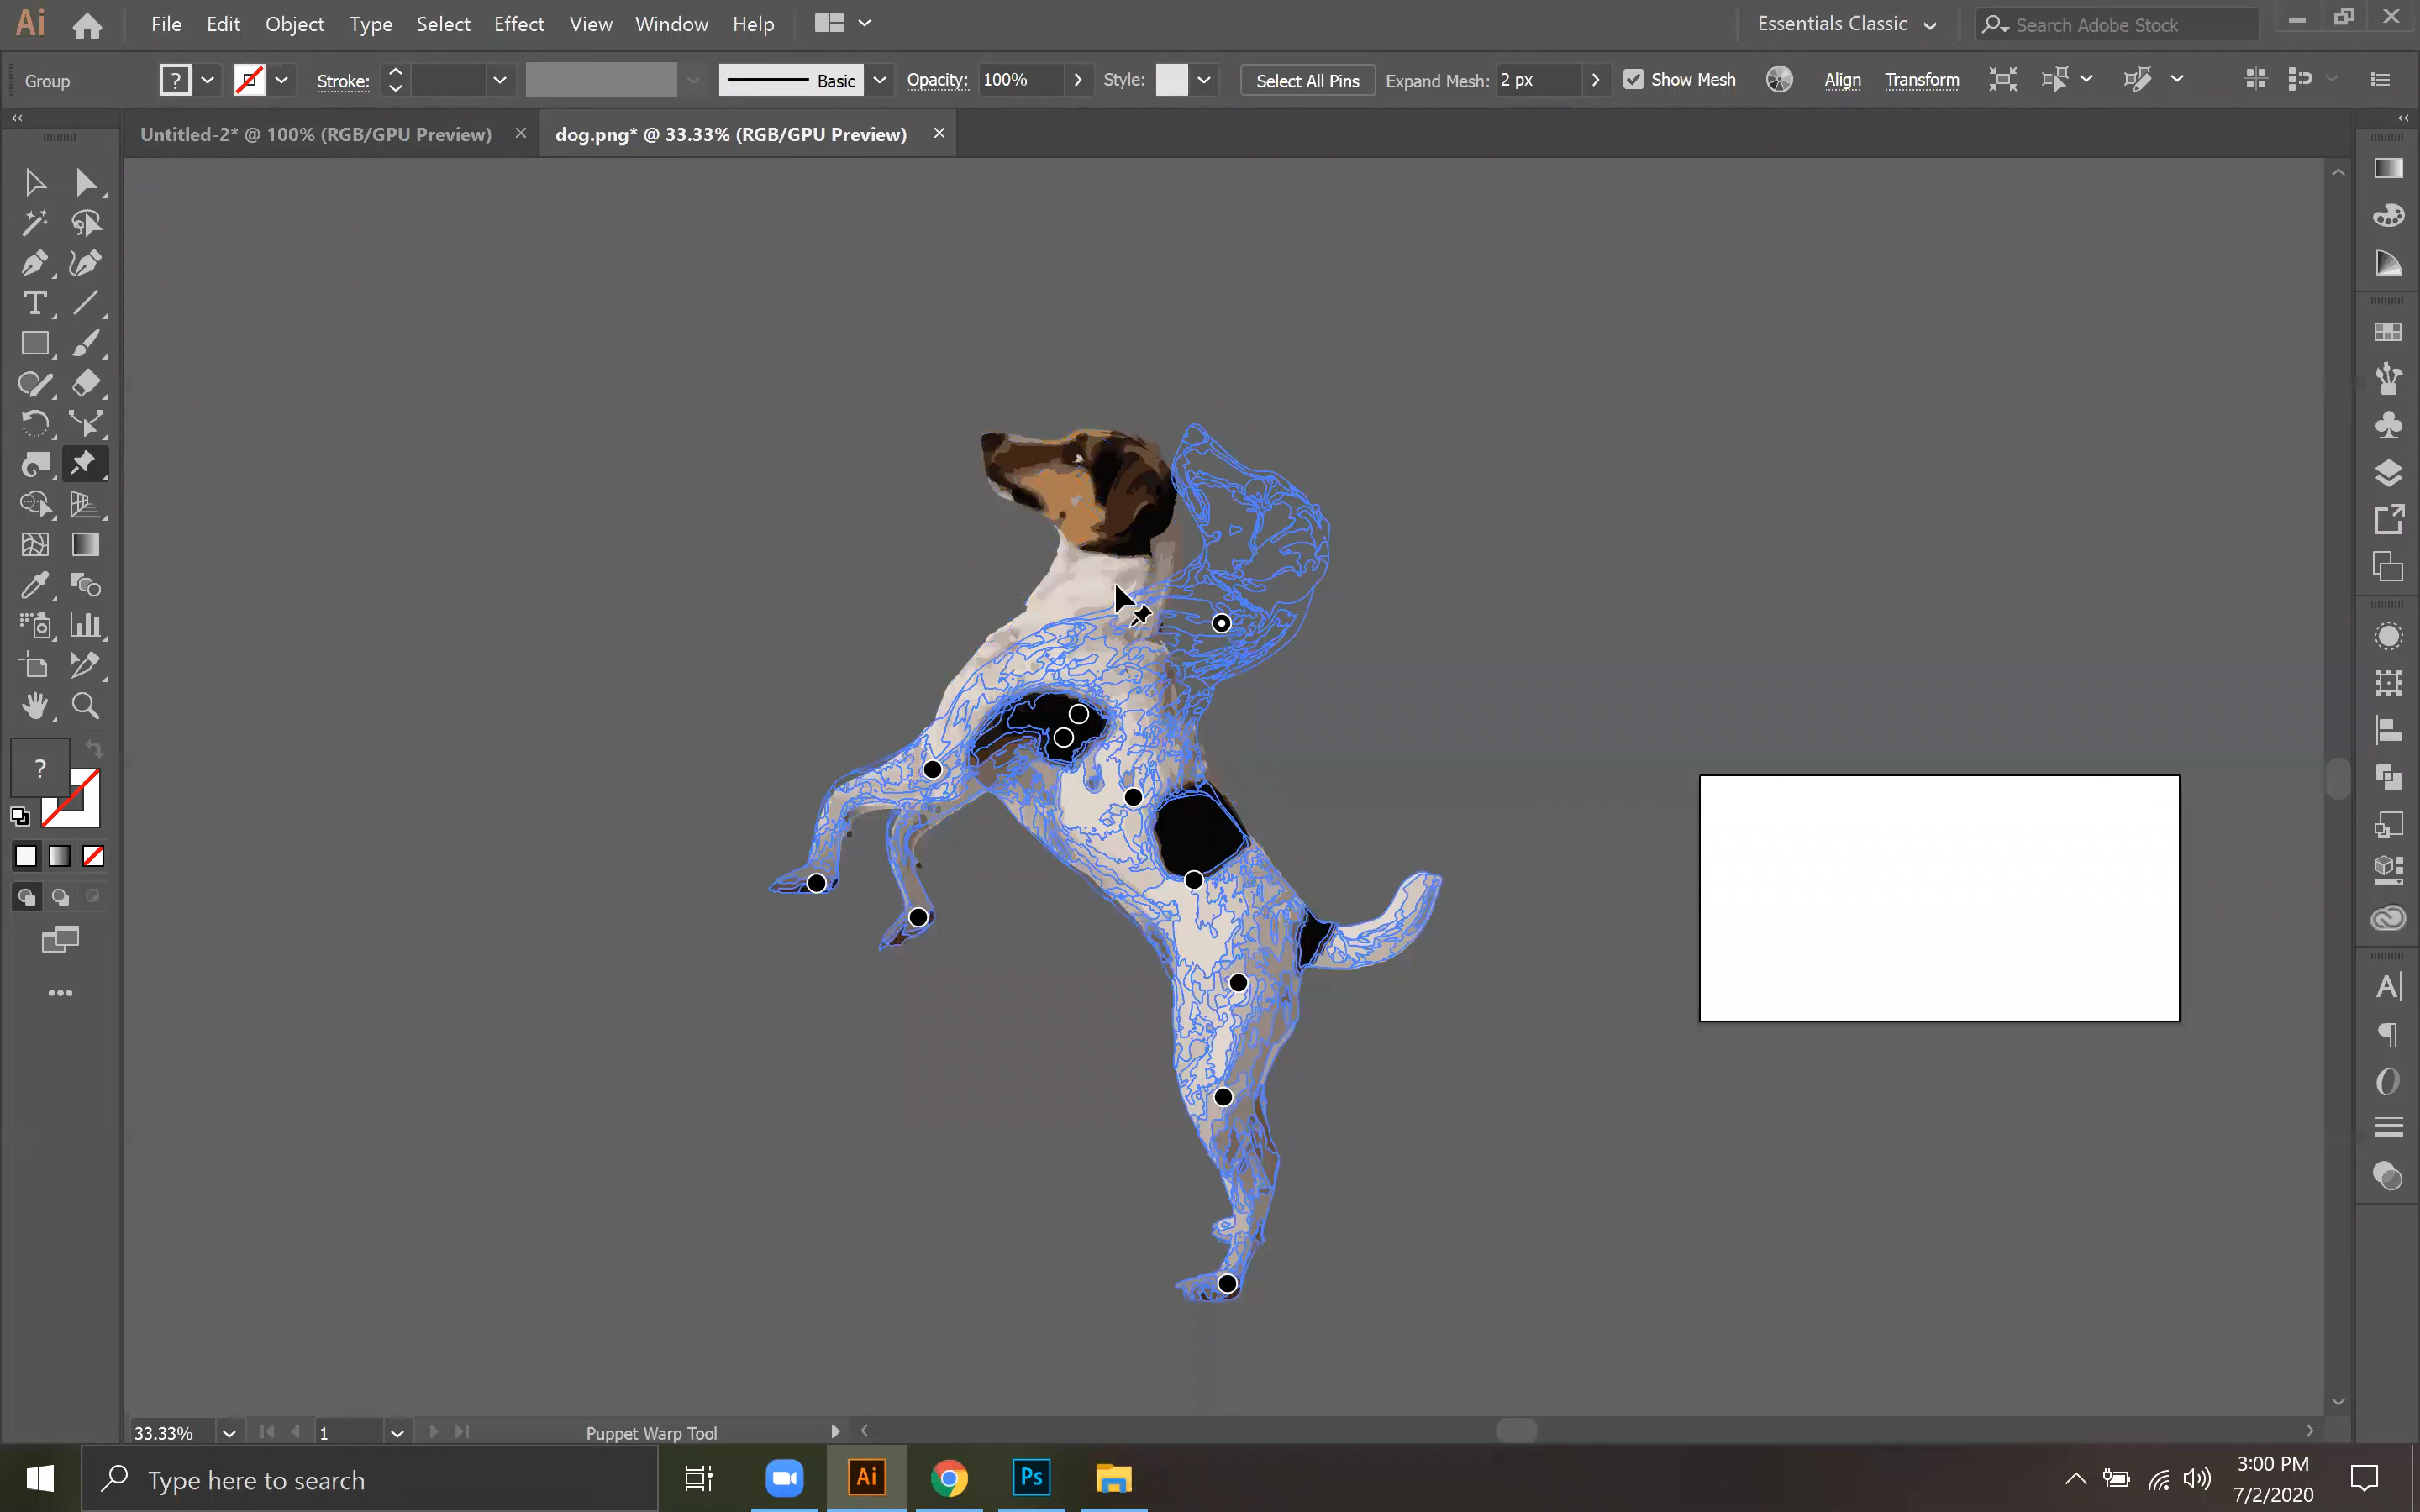 Ai File Edit Object Type Select Effect View Window Help Essentials Classic Search Adobe Stock
Group ? Stroke: Basic Opacity: 100% Style: Select All Pins Expand Mesh: 2 px Show Mesh Align Transform
Untitled-2* @ 100% (RGB/GPU Preview) × dog.png* @ 33.33% (RGB/GPU Preview) ×
?
33.33% 1 Puppet Warp Tool
Type here to search Ai Ps 3:00 PM
7/2/2020